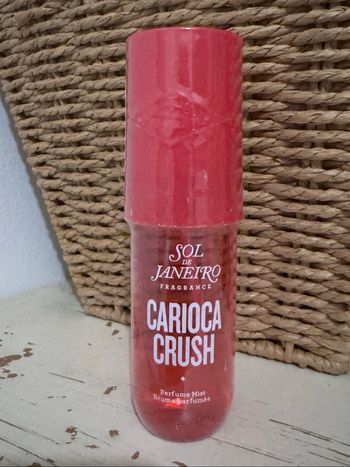 SOL
DE
JANEIRO
FRAGRANCE
CARIOCA
CRUSH
Perfume Mist
Brume Parfumée